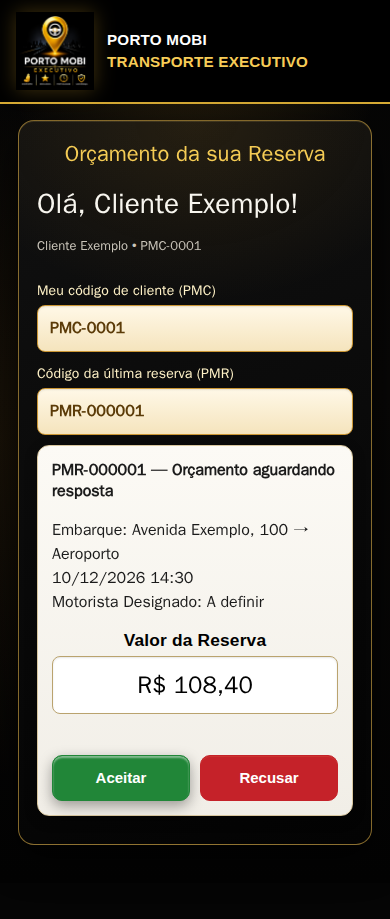 PORTO MOBI
EXECUTIVO
PORTO MOBI
TRANSPORTE EXECUTIVO
Orçamento da sua Reserva
Olá, Cliente Exemplo!
Cliente Exemplo • PMC-0001
Meu código de cliente (PMC)
PMC-0001
Código da última reserva (PMR)
PMR-000001
PMR-000001 — Orçamento aguardando
resposta
Embarque: Avenida Exemplo, 100 →
Aeroporto
10/12/2026 14:30
Motorista Designado: A definir
Valor da Reserva
R$ 108,40
Aceitar
Recusar